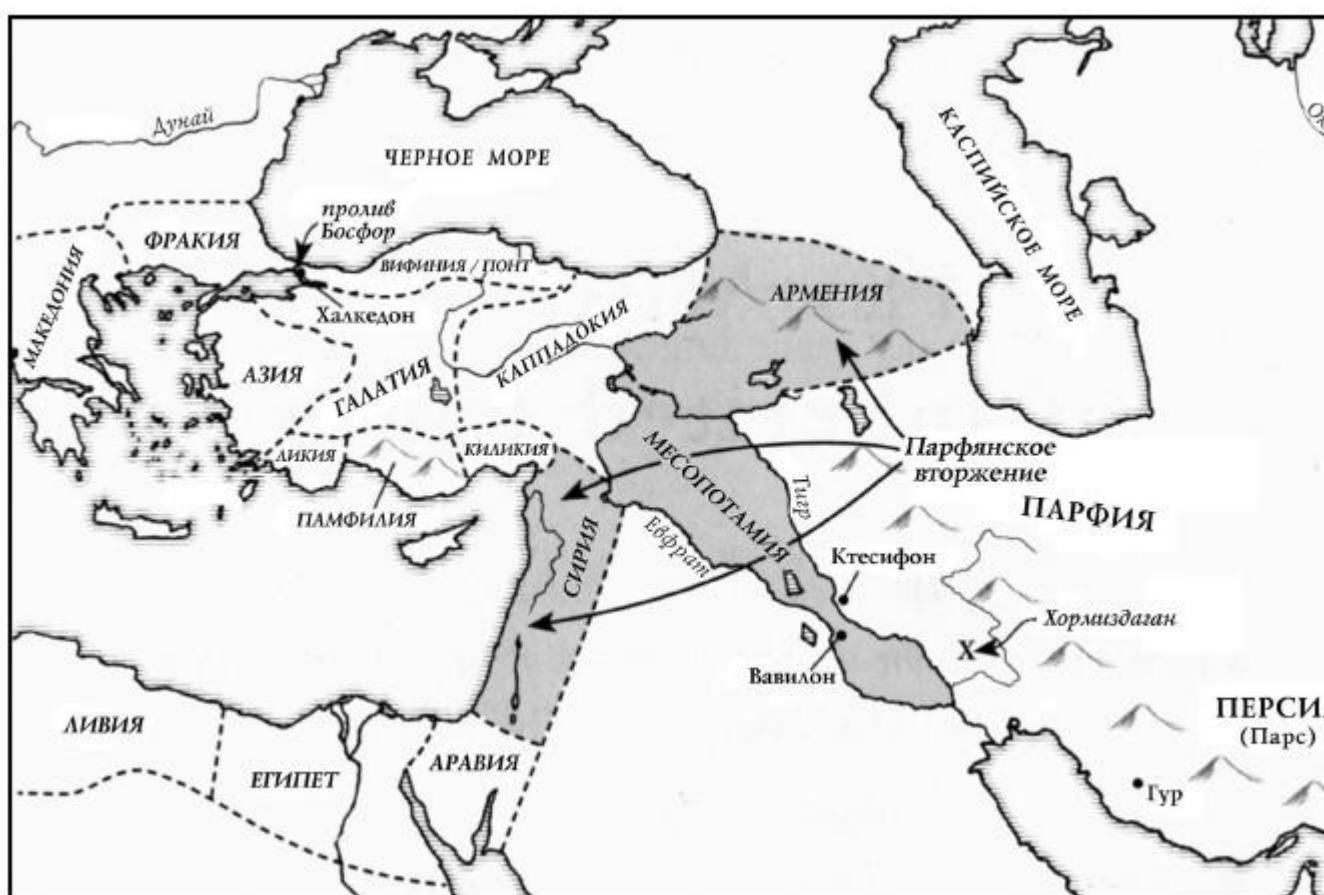 Дунай
ЧЕРНОЕ МОРЕ
КАСПИЙСКОЕ МОРЕ
пролив
Босфор
ФРАКИЯ
МАКЕДОНИЯ
ВИФИНИЯ / ПОНТ
Халкедон
АРМЕНИЯ
АЗИЯ
ГАЛАТИЯ
КАППАДОКИЯ
ЛИКИЯ
КИЛИКИЯ
ПАМФИЛИЯ
МЕСОПОТАМИЯ
Парфянское
вторжение
Тигр
ПАРФИЯ
СИРИЯ
Евфрат
Ктесифон
Хормиздаган
X
Вавилон
ЛИВИЯ
ЕГИПЕТ
АРАВИЯ
ПЕРСИ
(Парс)
Гур